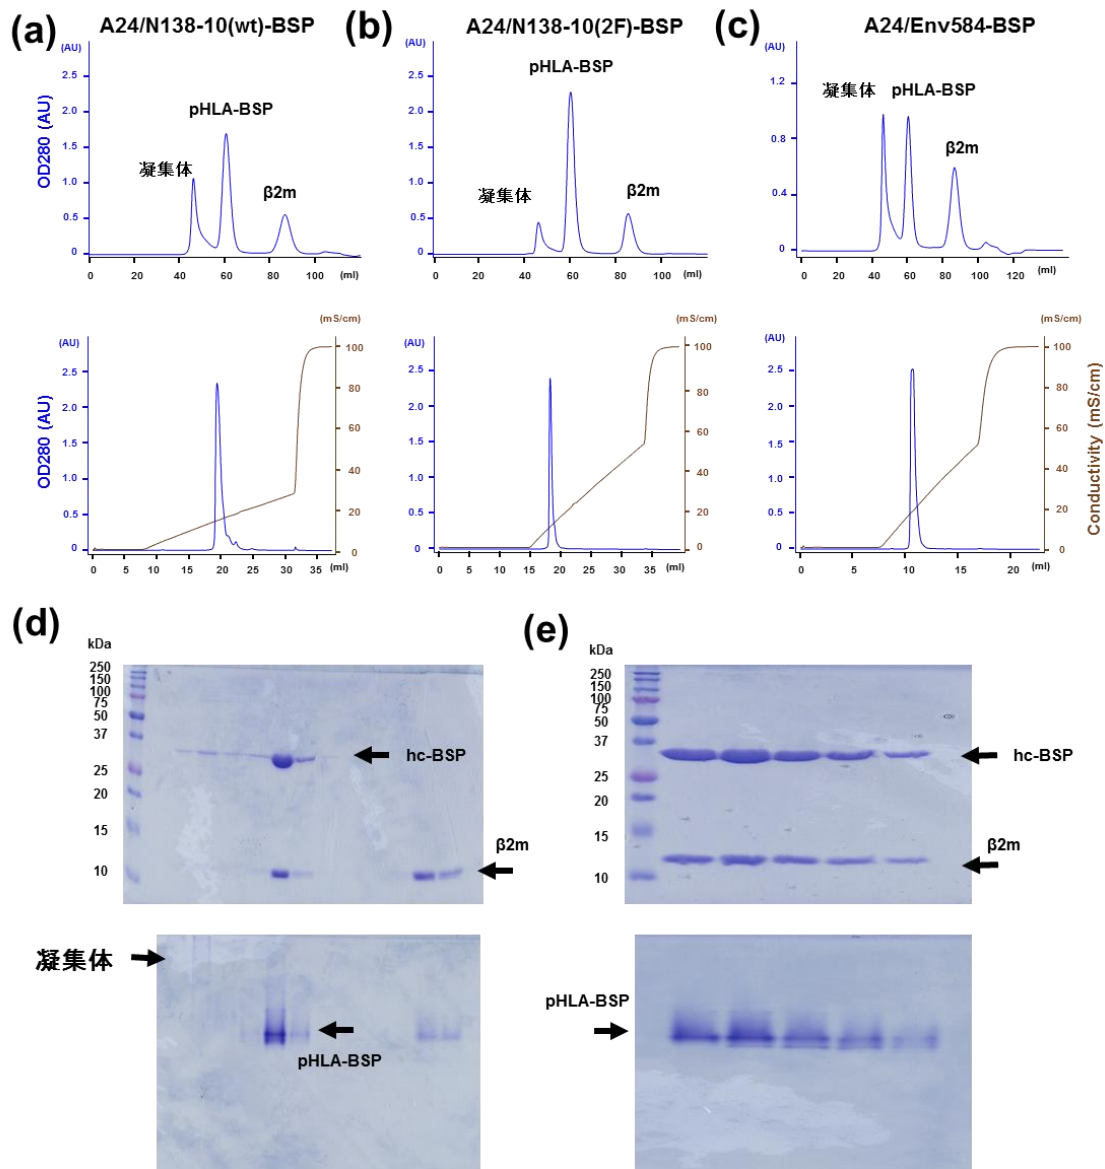 (a) A24/N138-10(wt)-BSP
(AU)
OD280 (AU)
2.5
2.0
1.5
1.0
0.5
0
凝集体
pHLA-BSP
β2m
0 20 40 60 80 100 (ml)
(b) A24/N138-10(2F)-BSP
(AU)
2.5
2.0
1.5
1.0
0.5
0
凝集体
pHLA-BSP
β2m
0 20 40 60 80 100 (ml)
(c) A24/Env584-BSP
(AU)
1.2
0.8
0.4
0
凝集体 pHLA-BSP
β2m
0 20 40 60 80 100 120 (ml)
(AU)
OD280 (AU)
2.5
2.0
1.5
1.0
0.5
0
(mS/cm)
100
80
60
40
20
0
0 5 10 15 20 25 30 35 (ml)
(AU)
2.5
2.0
1.5
1.0
0.5
0
(mS/cm)
100
80
60
40
20
0
0 5 10 15 20 25 30 35 (ml)
(AU)
2.5
2.0
1.5
1.0
0.5
0
(mS/cm)
100
80
60
40
20
0
Conductivity (mS/cm)
0 5 10 15 20 (ml)
(d)
kDa
250
150
100
75
50
37
25
20
15
10
hc-BSP
β2m
凝集体
pHLA-BSP
(e)
kDa
250
150
100
75
50
37
25
20
15
10
hc-BSP
β2m
pHLA-BSP